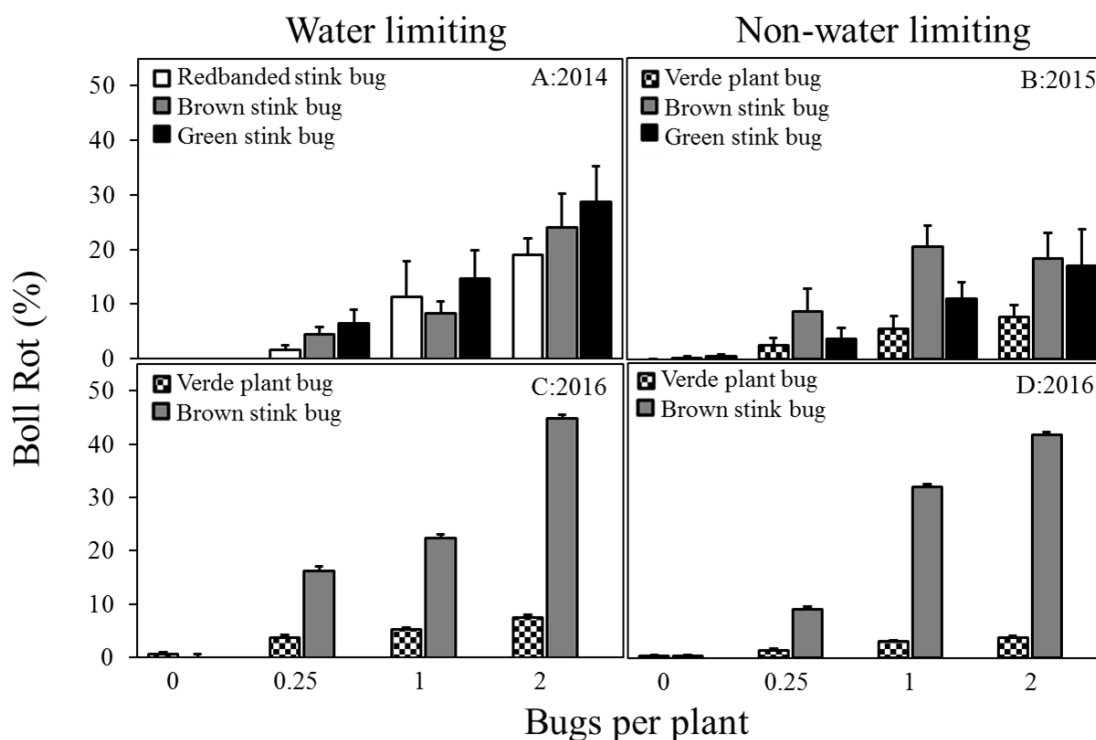 Water limiting
Non-water limiting
Boll Rot (%)
50
40
30
20
10
0
Redbanded stink bug
Brown stink bug
Green stink bug
A:2014
Verde plant bug
Brown stink bug
Green stink bug
B:2015
50
40
30
20
10
0
Verde plant bug
Brown stink bug
C:2016
Verde plant bug
Brown stink bug
D:2016
0 0.25 1 2
0 0.25 1 2
Bugs per plant